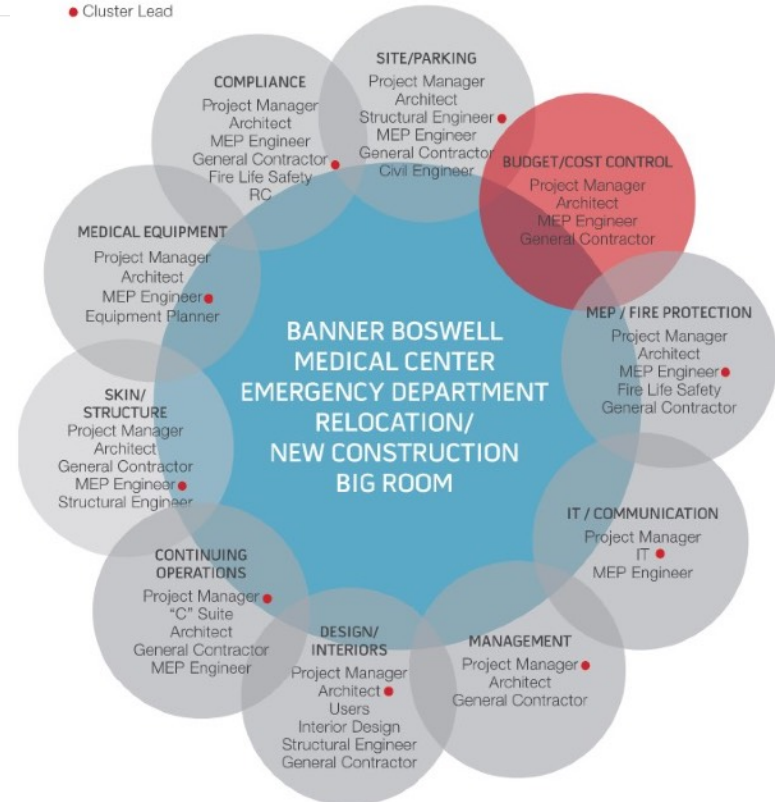 Cluster Lead
SITE/PARKING
Project Manager
Architect
Structural Engineer
MEP Engineer
General Contractor
Civil Engineer
BUDGET/COST CONTROL
Project Manager
Architect
MEP Engineer
General Contractor
MEP / FIRE PROTECTION
Project Manager
Architect
MEP Engineer
Fire Life Safety
General Contractor
IT / COMMUNICATION
Project Manager
IT
MEP Engineer
MANAGEMENT
Project Manager
Architect
General Contractor
DESIGN/
INTERIORS
Project Manager
Architect
Users
Interior Design
Structural Engineer
General Contractor
CONTINUING
OPERATIONS
Project Manager
"C" Suite
Architect
General Contractor
MEP Engineer
SKIN/
STRUCTURE
Project Manager
Architect
General Contractor
MEP Engineer
Structural Engineer
MEDICAL EQUIPMENT
Project Manager
Architect
MEP Engineer
Equipment Planner
COMPLIANCE
Project Manager
Architect
MEP Engineer
General Contractor
Fire Life Safety
RC
BANNER BOSWELL
MEDICAL CENTER
EMERGENCY DEPARTMENT
RELOCATION/
NEW CONSTRUCTION
BIG ROOM